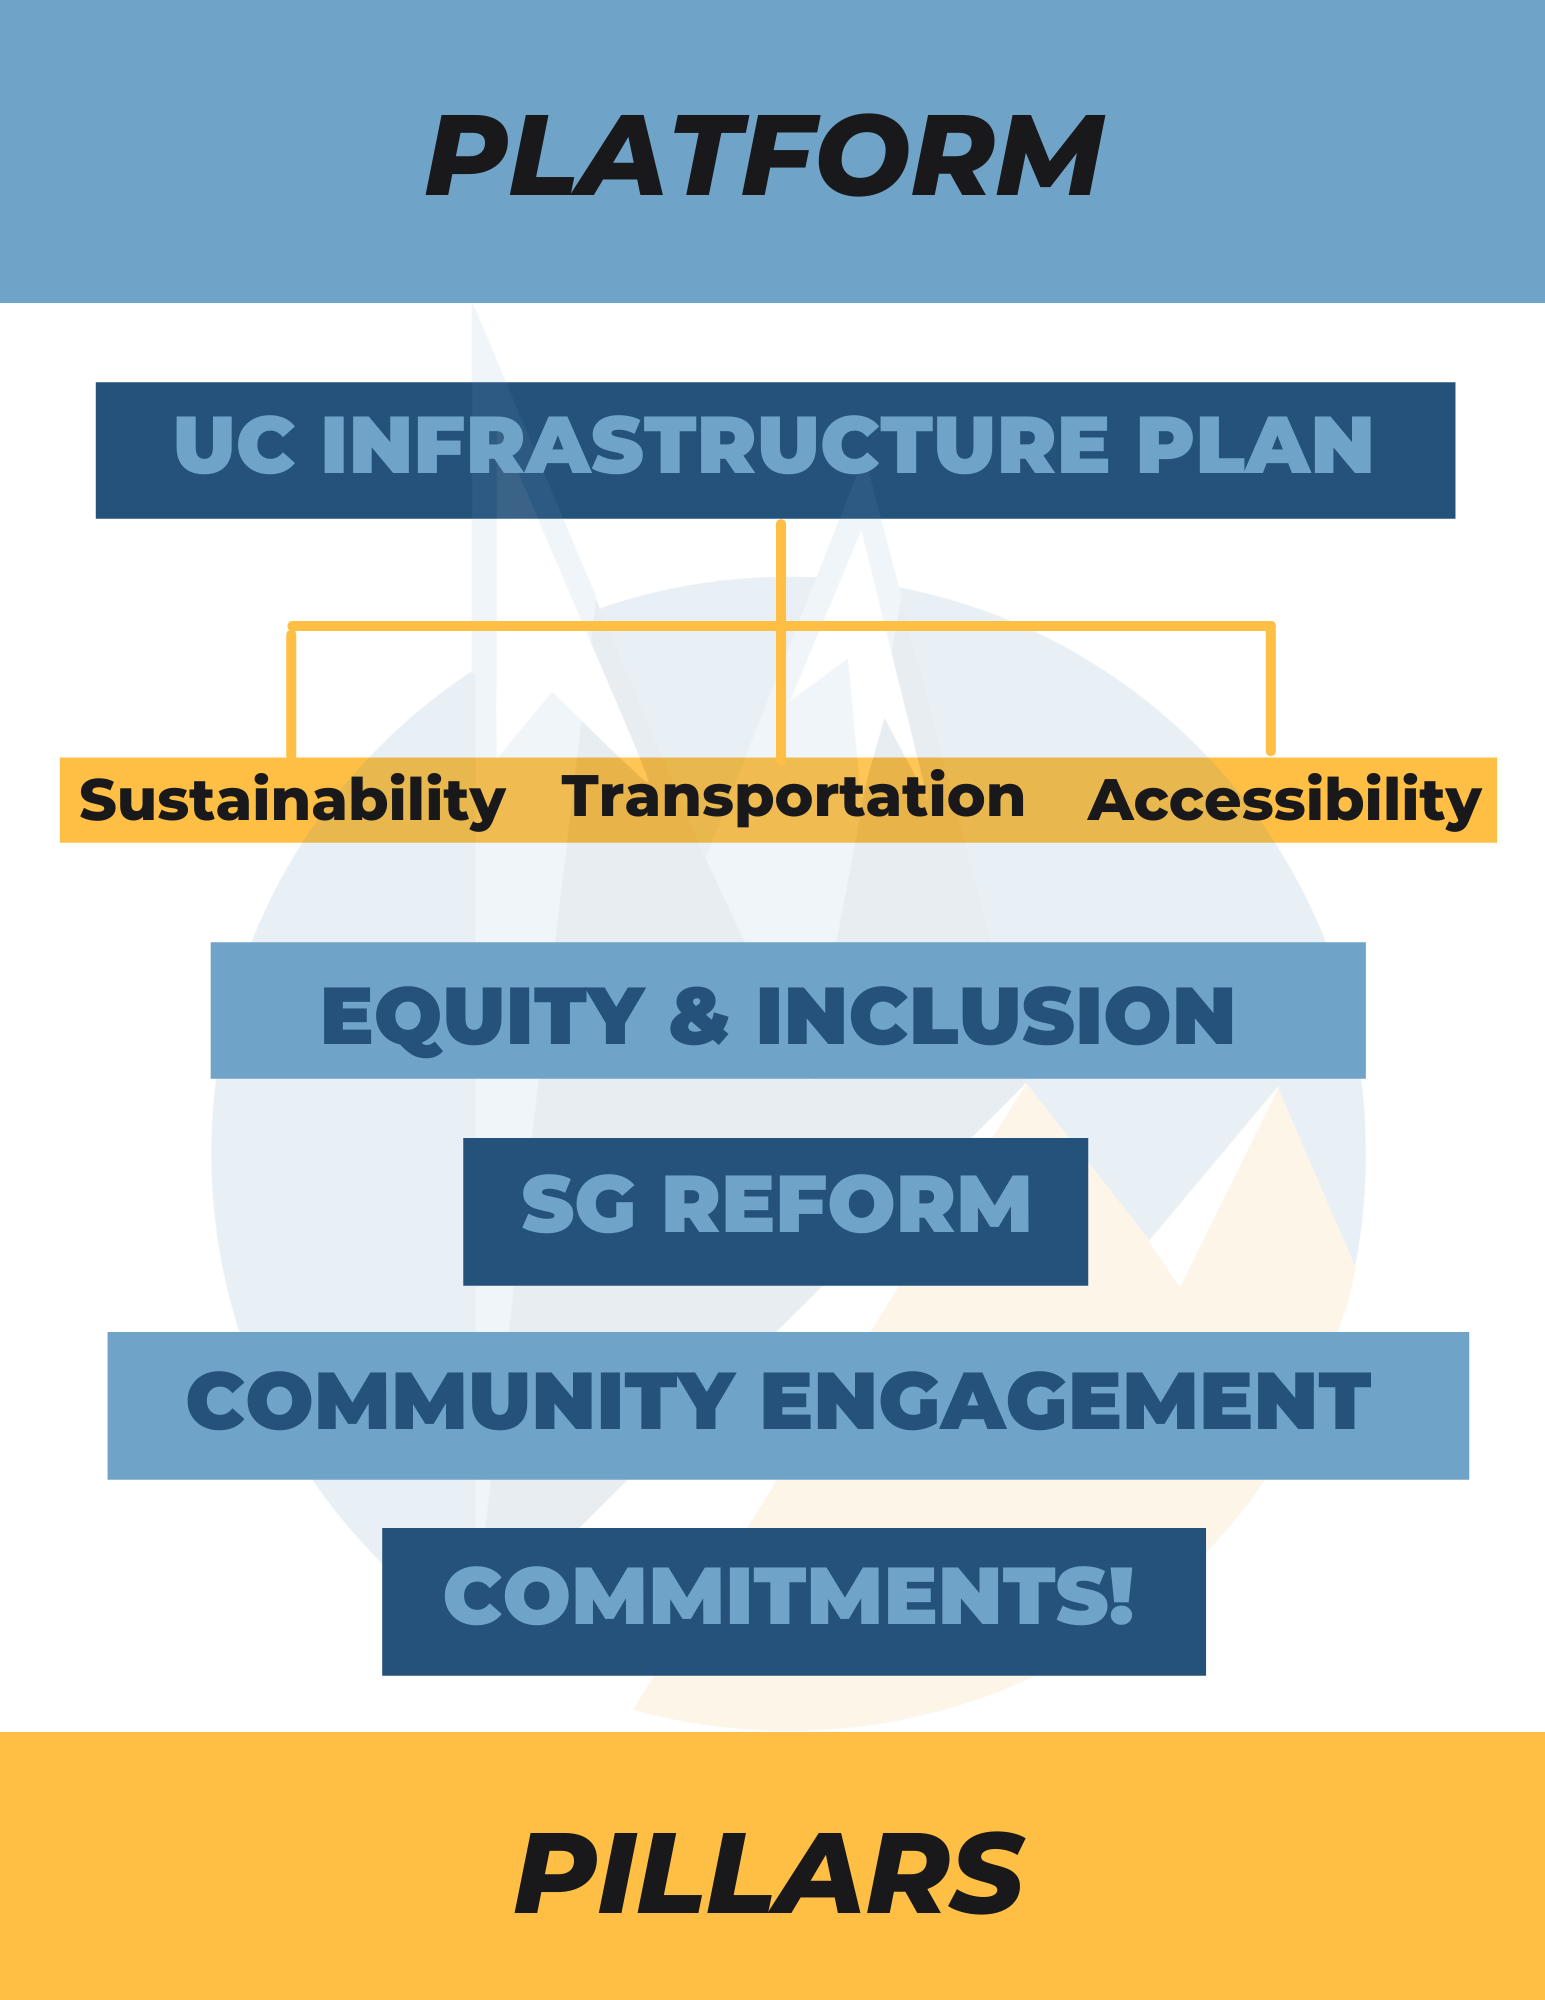 PLATFORM
UC INFRASTRUCTURE PLAN
Sustainability Transportation Accessibility
EQUITY & INCLUSION
SG REFORM
COMMUNITY ENGAGEMENT
COMMITMENTS!
PILLARS